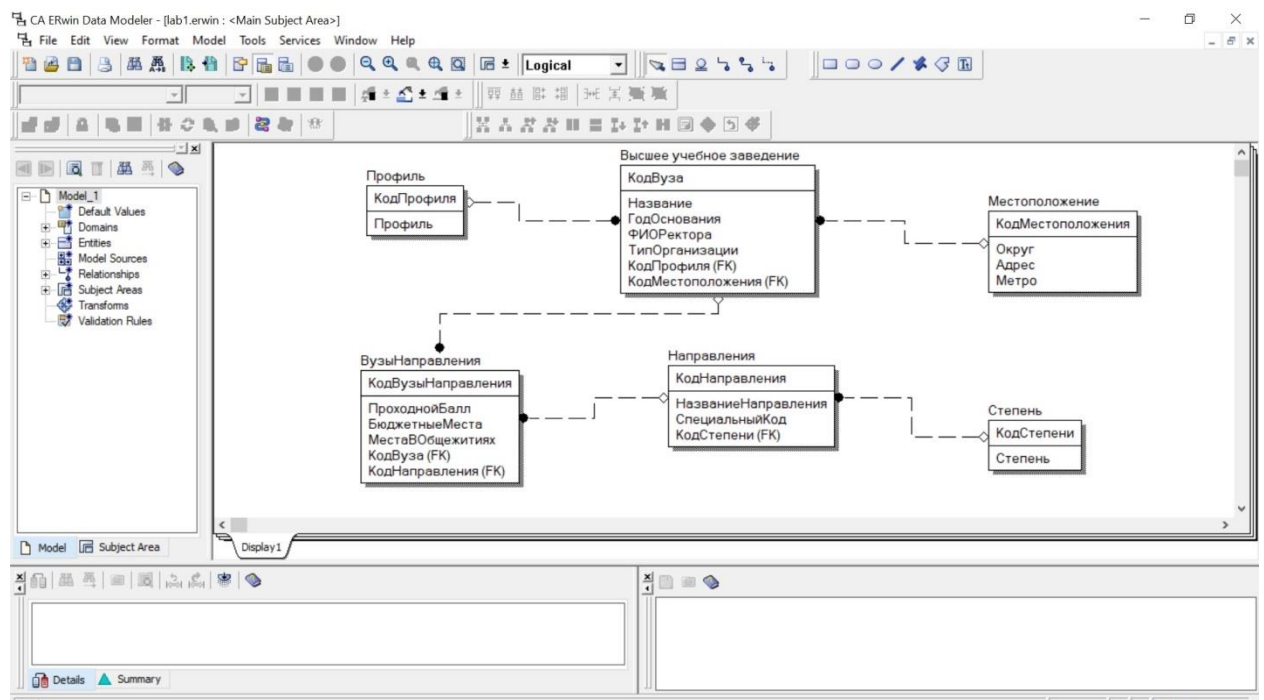 CA ERwin Data Modeler - [lab1.erwin : <Main Subject Area>]
File Edit View Format Model Tools Services Window Help
Logical
Model_1
Default Values
Domains
Entities
Model Sources
Relationships
Subject Areas
Transforms
Validation Rules
Model
Subject Area
Профиль
КодПрофиля
Профиль
Высшее учебное заведение
КодВуза
Название
ГодОснования
ФИОРектора
ТипОрганизации
КодПрофиля (FK)
КодМестоположения (FK)
Местоположение
КодМестоположения
Округ
Адрес
Метро
ВузыНаправления
КодВузыНаправления
ПроходнойБалл
БюджетныеМеста
МестаВОбщежитиях
КодВуза (FK)
КодНаправления (FK)
Направления
КодНаправления
НазваниеНаправления
СпециальныйКод
КодСтепени (FK)
Степень
КодСтепени
Степень
Display1
Details
Summary